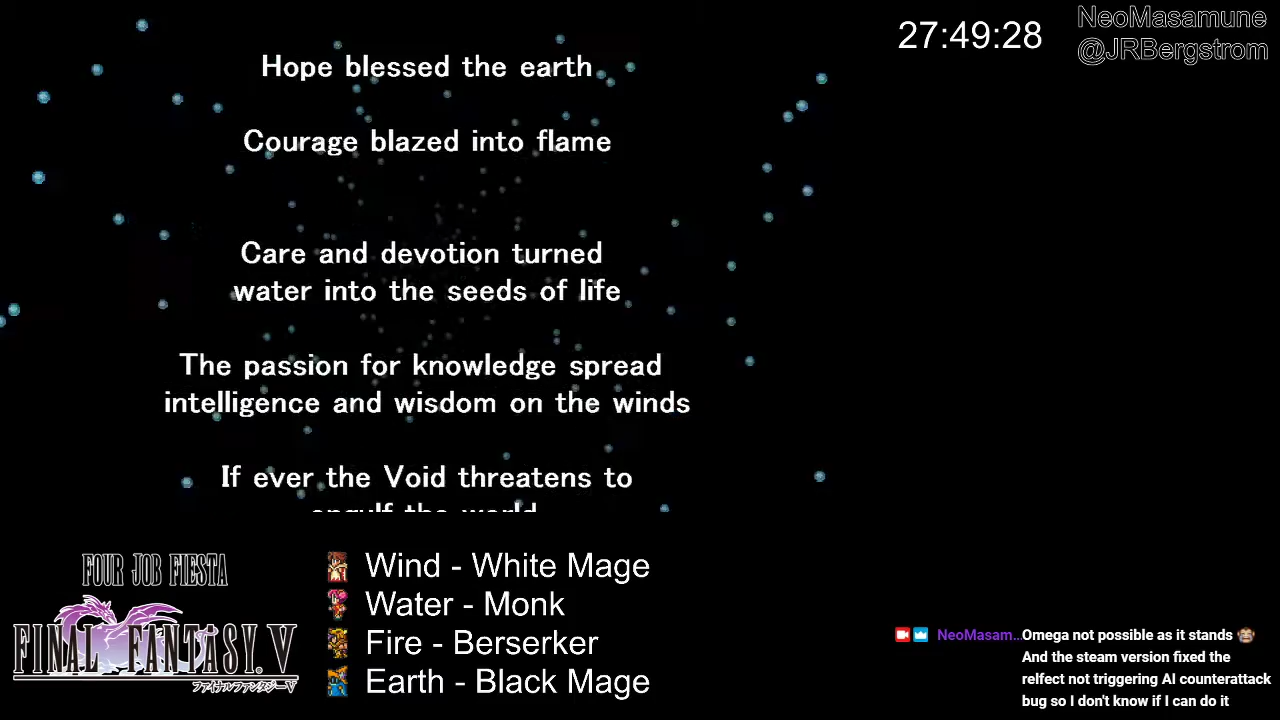 27:49:28
NeoMasamune
@JRBergstrom
Hope blessed the earth
Courage blazed into flame
Care and devotion turned
water into the seeds of life
The passion for knowledge spread
intelligence and wisdom on the winds
If ever the Void threatens to
engulf the world
FOUR JOB FIESTA
FINAL FANTASY V
ファイナルファンタジーV
Wind - White Mage
Water - Monk
Fire - Berserker
Earth - Black Mage
NeoMasam... Omega not possible as it stands
And the steam version fixed the
relfect not triggering AI counterattack
bug so I don't know if I can do it